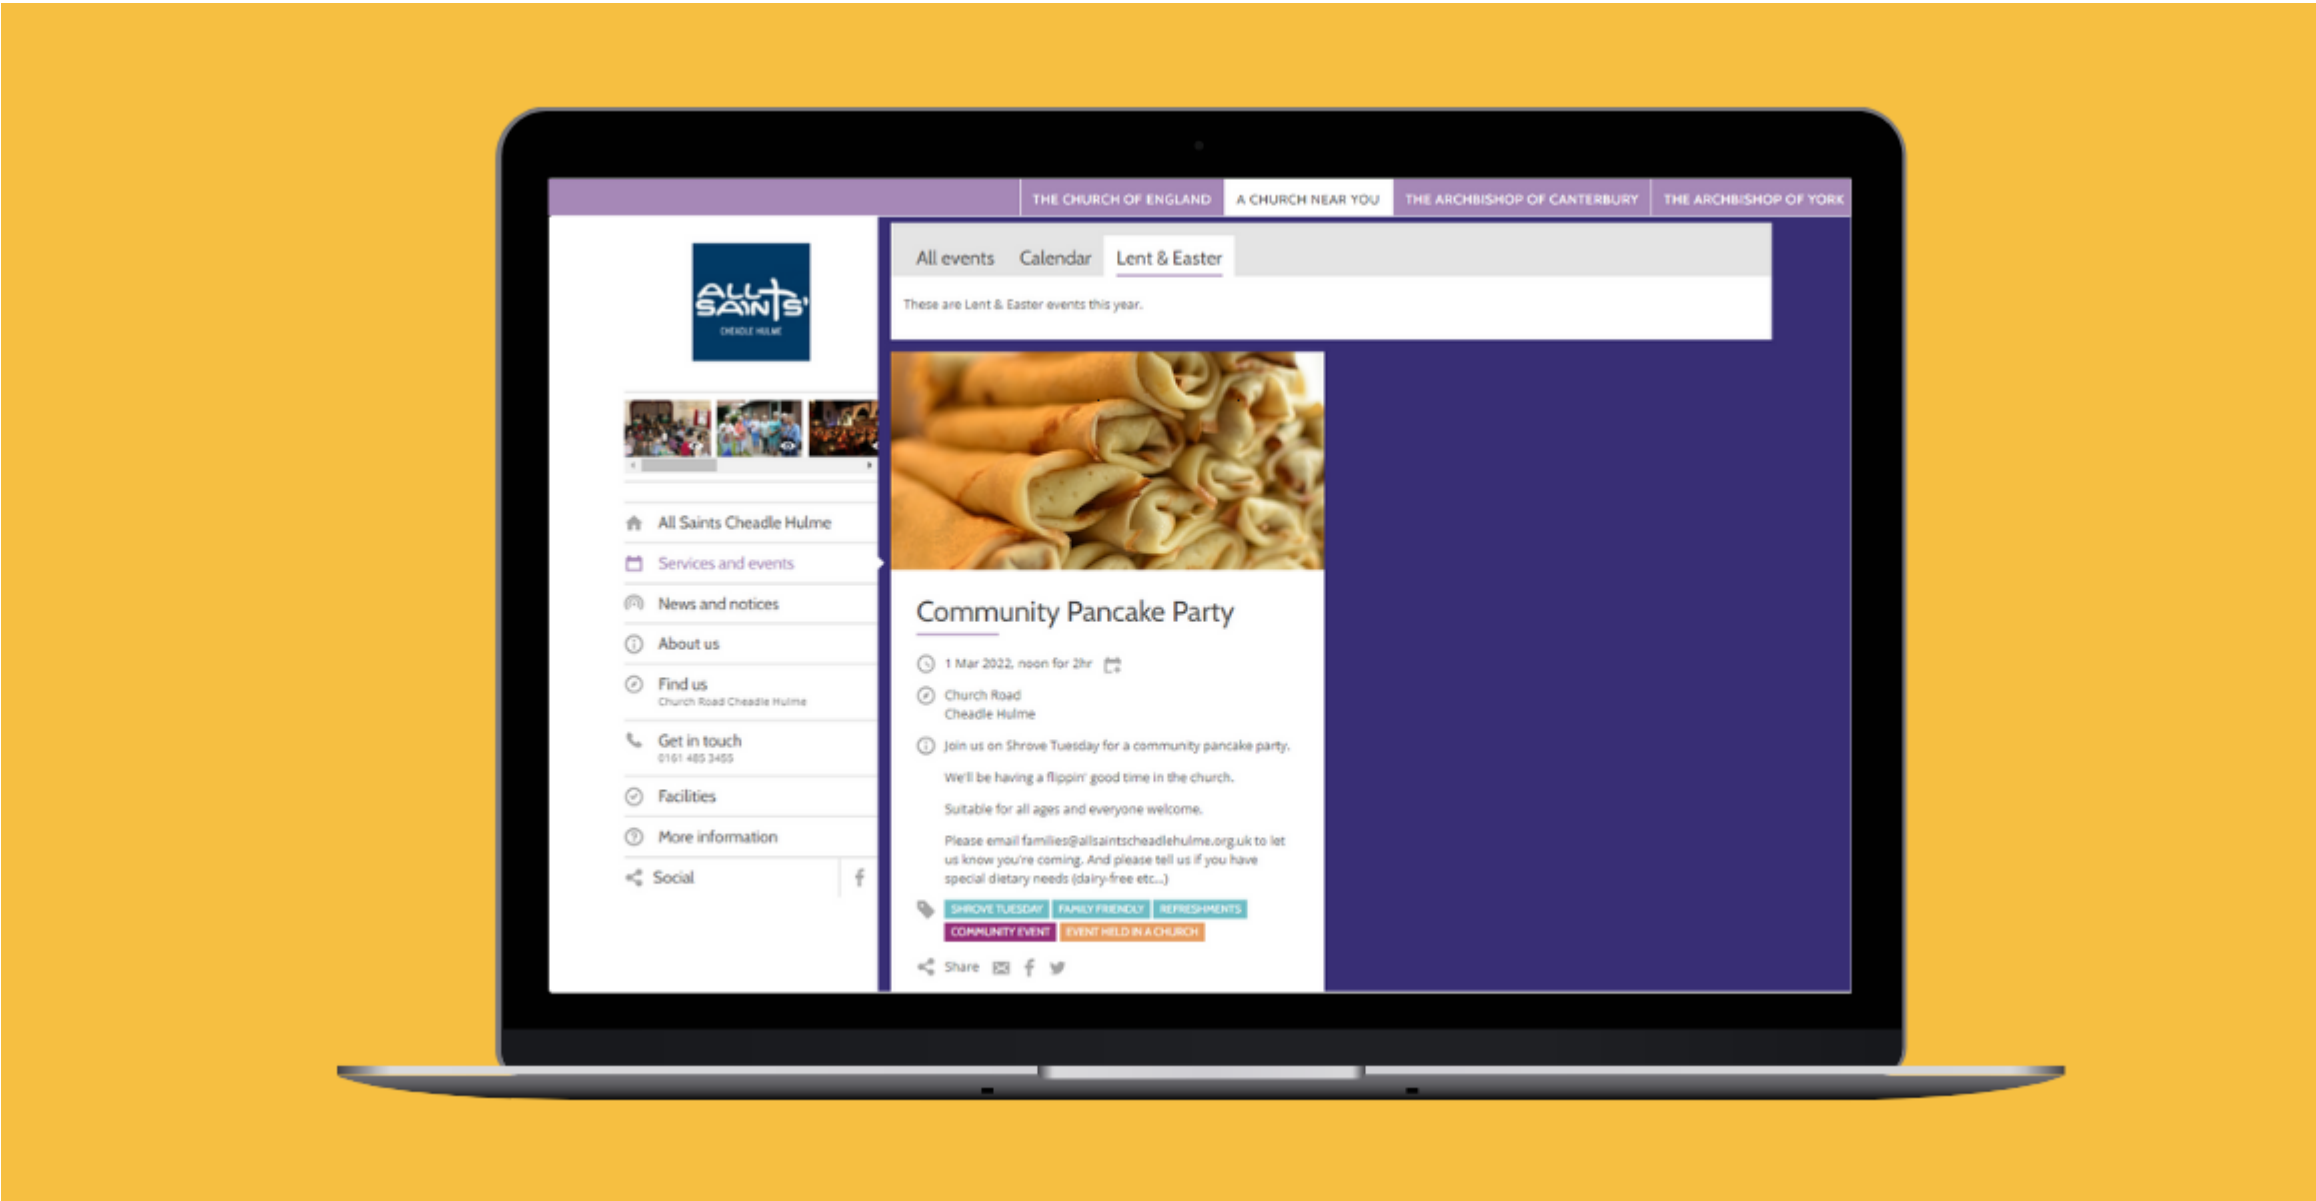 THE CHURCH OF ENGLAND
A CHURCH NEAR YOU
THE ARCHBISHOP OF CANTERBURY
THE ARCHBISHOP OF YORK
ALL
SAINTS'
CHEADLE HULME
All Saints Cheadle Hulme
Services and events
News and notices
About us
Find us
Church Road Cheadle Hulme
Get in touch
0161 485 3455
Facilities
More information
Social
All events
Calendar
Lent & Easter
These are Lent & Easter events this year.
Community Pancake Party
1 Mar 2022, noon for 2hr
Church Road
Cheadle Hulme
Join us on Shrove Tuesday for a community pancake party.
We'll be having a flippin' good time in the church.
Suitable for all ages and everyone welcome.
Please email families@allsaintscheadlehulme.org.uk to let
us know you're coming. And please tell us if you have
special dietary needs (dairy-free etc...)
SHROVE TUESDAY FAMILY FRIENDLY REFRESHMENTS
COMMUNITY EVENT EVENT HELD IN A CHURCH
Share